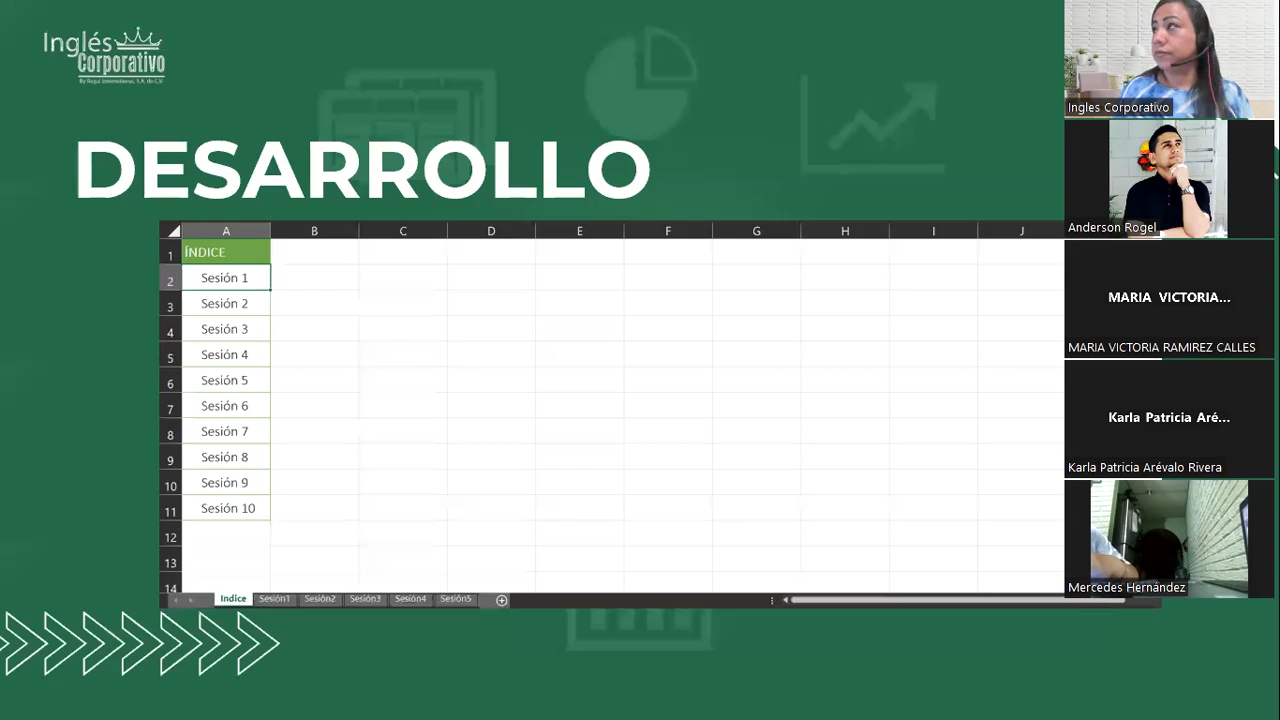 Inglés
Corporativo
By Regal International, S.A. de C.V.
DESARROLLO
A B C D E F G H I J
1 ÍNDICE
2 Sesión 1
3 Sesión 2
4 Sesión 3
5 Sesión 4
6 Sesión 5
7 Sesión 6
8 Sesión 7
9 Sesión 8
10 Sesión 9
11 Sesión 10
12
13
14
Indice Sesión1 Sesión2 Sesión3 Sesión4 Sesión5
Ingles Corporativo
Anderson Rogel
MARIA VICTORIA...
MARIA VICTORIA RAMIREZ CALLES
Karla Patricia Aré...
Karla Patricia Arévalo Rivera
Mercedes Hernández